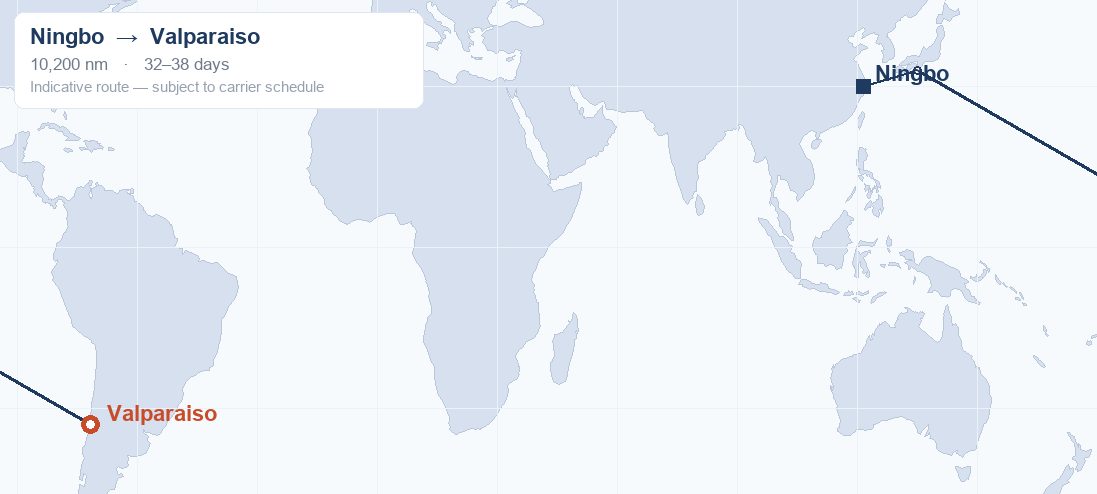 Ningbo → Valparaiso
10,200 nm · 32–38 days
Indicative route — subject to carrier schedule
Ningbo
Valparaiso